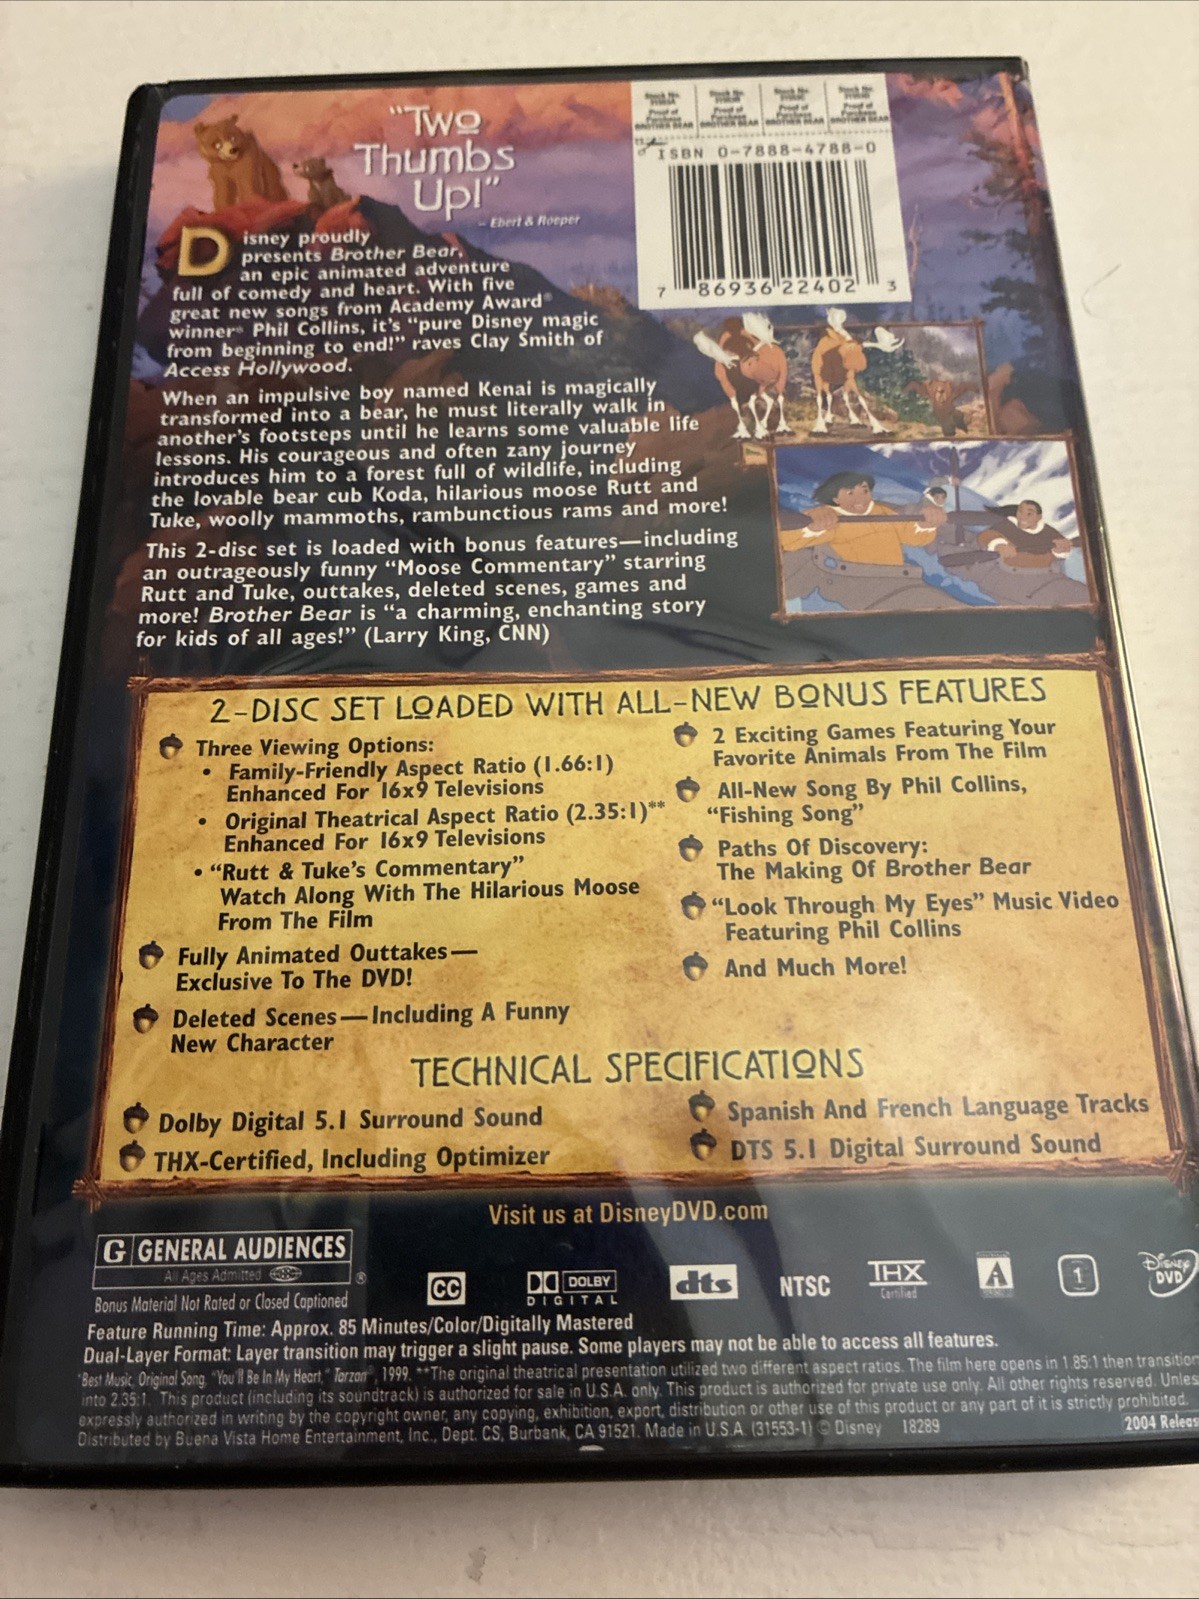 "Two
Thumbs
Up!"
– Ebert & Roeper
Proof of Purchase BROTHER BEAR
Proof of Purchase BROTHER BEAR
Proof of Purchase BROTHER BEAR
Proof of Purchase BROTHER BEAR
ISBN 0-7888-4788-0
7 86936 22402 3
Disney proudly
presents Brother Bear,
an epic animated adventure
full of comedy and heart. With five
great new songs from Academy Award®
winner* Phil Collins, it's "pure Disney magic
from beginning to end!" raves Clay Smith of
Access Hollywood.
When an impulsive boy named Kenai is magically
transformed into a bear, he must literally walk in
another's footsteps until he learns some valuable life
lessons. His courageous and often zany journey
introduces him to a forest full of wildlife, including
the lovable bear cub Koda, hilarious moose Rutt and
Tuke, woolly mammoths, rambunctious rams and more!
This 2-disc set is loaded with bonus features—including
an outrageously funny "Moose Commentary" starring
Rutt and Tuke, outtakes, deleted scenes, games and
more! Brother Bear is "a charming, enchanting story
for kids of all ages!" (Larry King, CNN)
2-DISC SET LOADED WITH ALL-NEW BONUS FEATURES
Three Viewing Options:
• Family-Friendly Aspect Ratio (1.66:1)
Enhanced For 16x9 Televisions
• Original Theatrical Aspect Ratio (2.35:1)**
Enhanced For 16x9 Televisions
• "Rutt & Tuke's Commentary"
Watch Along With The Hilarious Moose
From The Film
Fully Animated Outtakes—
Exclusive To The DVD!
Deleted Scenes—Including A Funny
New Character
2 Exciting Games Featuring Your
Favorite Animals From The Film
All-New Song By Phil Collins,
"Fishing Song"
Paths Of Discovery:
The Making Of Brother Bear
"Look Through My Eyes" Music Video
Featuring Phil Collins
And Much More!
TECHNICAL SPECIFICATIONS
Dolby Digital 5.1 Surround Sound
THX-Certified, Including Optimizer
Spanish And French Language Tracks
DTS 5.1 Digital Surround Sound
Visit us at DisneyDVD.com
G GENERAL AUDIENCES
All Ages Admitted ®
Bonus Material Not Rated or Closed Captioned
CC
DOLBY
DIGITAL
dts
NTSC
THX
Certified
1
Disney
DVD
Feature Running Time: Approx. 85 Minutes/Color/Digitally Mastered
Dual-Layer Format: Layer transition may trigger a slight pause. Some players may not be able to access all features.
*Best Music, Original Song, "You'll Be In My Heart," Tarzan, 1999. **The original theatrical presentation utilized two different aspect ratios. The film here opens in 1.85:1 then transition
into 2.35:1. This product (including its soundtrack) is authorized for sale in U.S.A. only. This product is authorized for private use only. All other rights reserved. Unles
expressly authorized in writing by the copyright owner, any copying, exhibition, export, distribution or other use of this product or any part of it is strictly prohibited.
Distributed by Buena Vista Home Entertainment, Inc., Dept. CS, Burbank, CA 91521. Made in U.S.A. (31553-1) © Disney 18289
2004 Releas